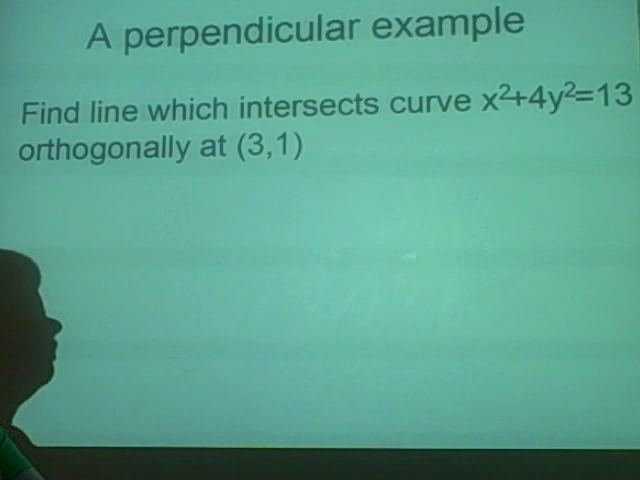 A perpendicular example
Find line which intersects curve x²+4y²=13
orthogonally at (3,1)